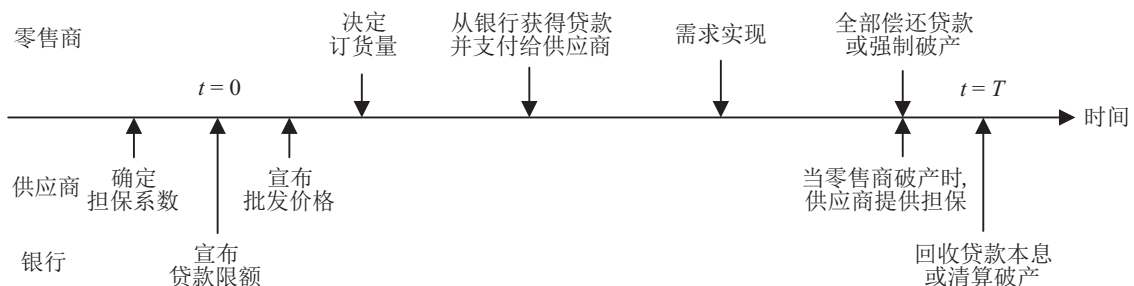 零售商
决定
订货量
从银行获得贷款
并支付给供应商
需求实现
全部偿还贷款
或强制破产
t = 0
t = T
时间
供应商
确定
担保系数
宣布
批发价格
当零售商破产时,
供应商提供担保
银行
宣布
贷款限额
回收贷款本息
或清算破产